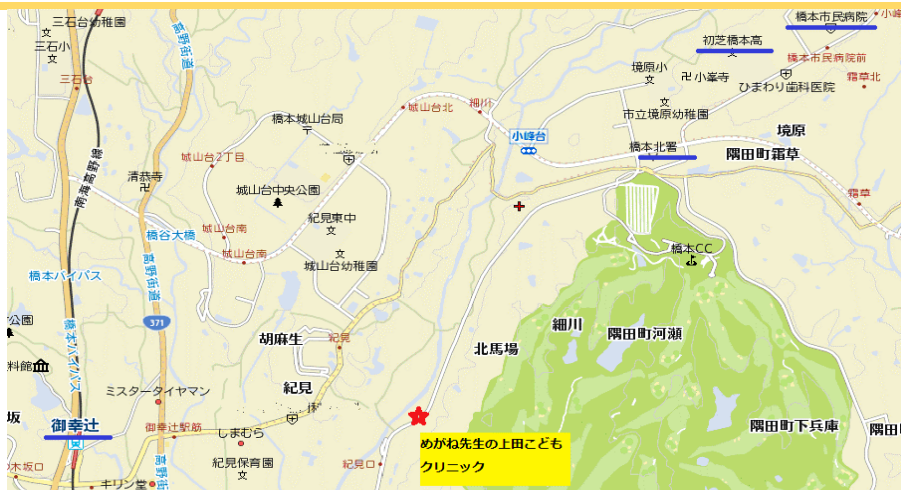 三石台幼稚園
三石小
三石台
高野街道
南海高野線
橋本城山台局
城山台北
細川
城山台2丁目
清恭寺
城山台中央公園
紀見東中
城山台南
橋谷大橋
城山台南
城山台幼稚園
橋本バイパス
高野街道
371
橋本バイパス
公園
料館
胡麻生
紀見
紀見
ミスタータイヤマン
御幸辻
御幸辻駅筋
しまむら
紀見保育園
紀見口
木坂口
キリン堂
高野街
坂
橋本市民病院
小峰
初芝橋本高
橋本市民病院前
境原小
小峯寺
ひまわり歯科医院
霜草北
市立境原幼稚園
小峰台
境原
橋本北署
隅田町霜草
霜草
橋本CC
細川
北馬場
隅田町河瀬
隅田町下兵庫
隅田
めがね先生の上田こども
クリニック